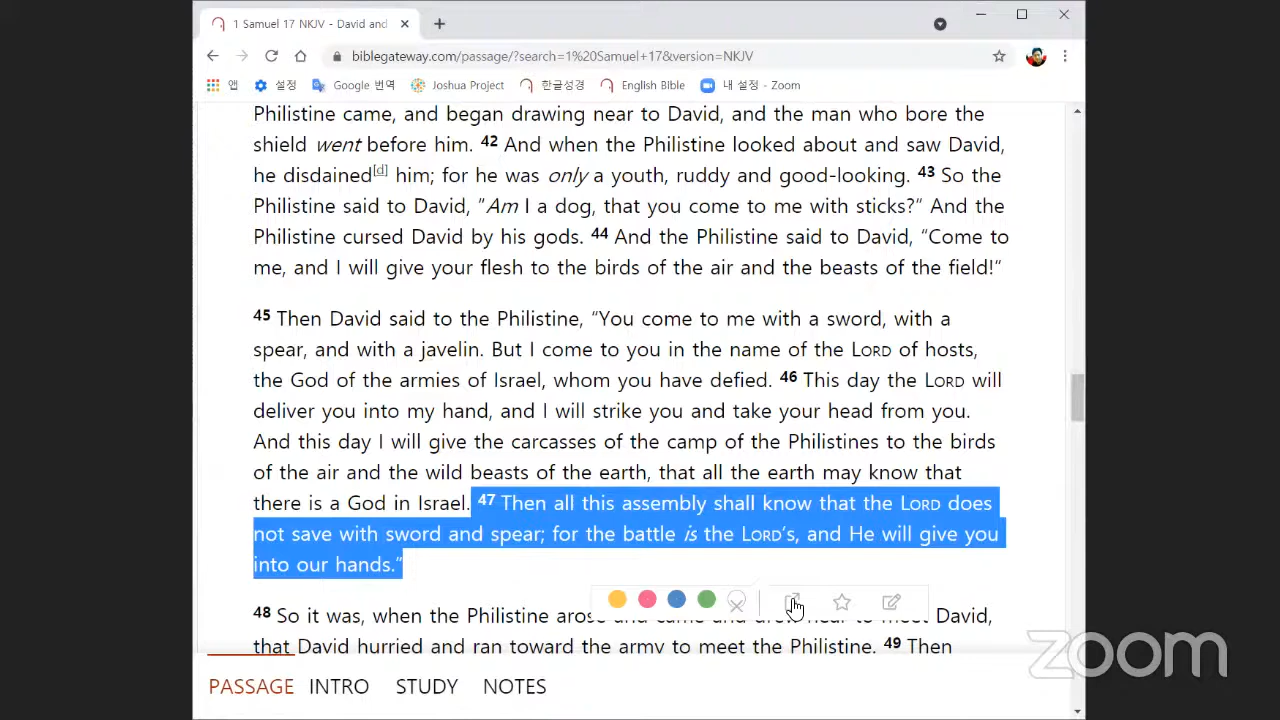 1 Samuel 17 NKJV - David and
biblegateway.com/passage/?search=1%20Samuel+17&version=NKJV
앱 설정 Google 번역 Joshua Project 한글성경 English Bible 내 설정 - Zoom
Philistine came, and began drawing near to David, and the man who bore the
shield went before him. 42 And when the Philistine looked about and saw David,
he disdained[d] him; for he was only a youth, ruddy and good-looking. 43 So the
Philistine said to David, “Am I a dog, that you come to me with sticks?” And the
Philistine cursed David by his gods. 44 And the Philistine said to David, “Come to
me, and I will give your flesh to the birds of the air and the beasts of the field!”
45 Then David said to the Philistine, “You come to me with a sword, with a
spear, and with a javelin. But I come to you in the name of the LORD of hosts,
the God of the armies of Israel, whom you have defied. 46 This day the LORD will
deliver you into my hand, and I will strike you and take your head from you.
And this day I will give the carcasses of the camp of the Philistines to the birds
of the air and the wild beasts of the earth, that all the earth may know that
there is a God in Israel. 47 Then all this assembly shall know that the LORD does
not save with sword and spear; for the battle is the LORD’s, and He will give you
into our hands.”
48 So it was, when the Philistine arose and came and drew near to meet David,
that David hurried and ran toward the army to meet the Philistine. 49 Then
PASSAGE INTRO STUDY NOTES
zoom